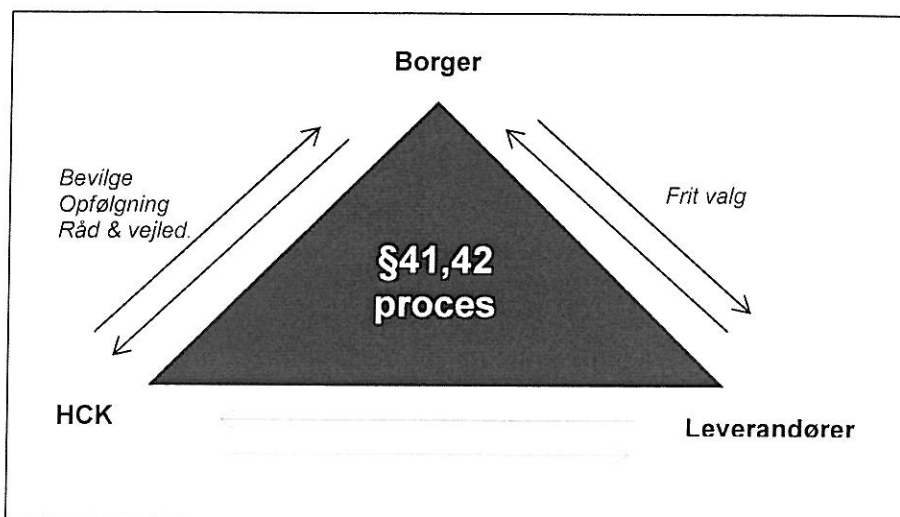 Borger
Bevilge
Opfølgning
Råd & vejled.
Frit valg
§41,42
proces
HCK
Leverandører